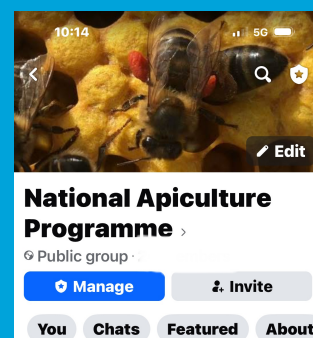 10:14 5G
Edit
National Apiculture
Programme
Public group ·
Manage Invite
You Chats Featured About